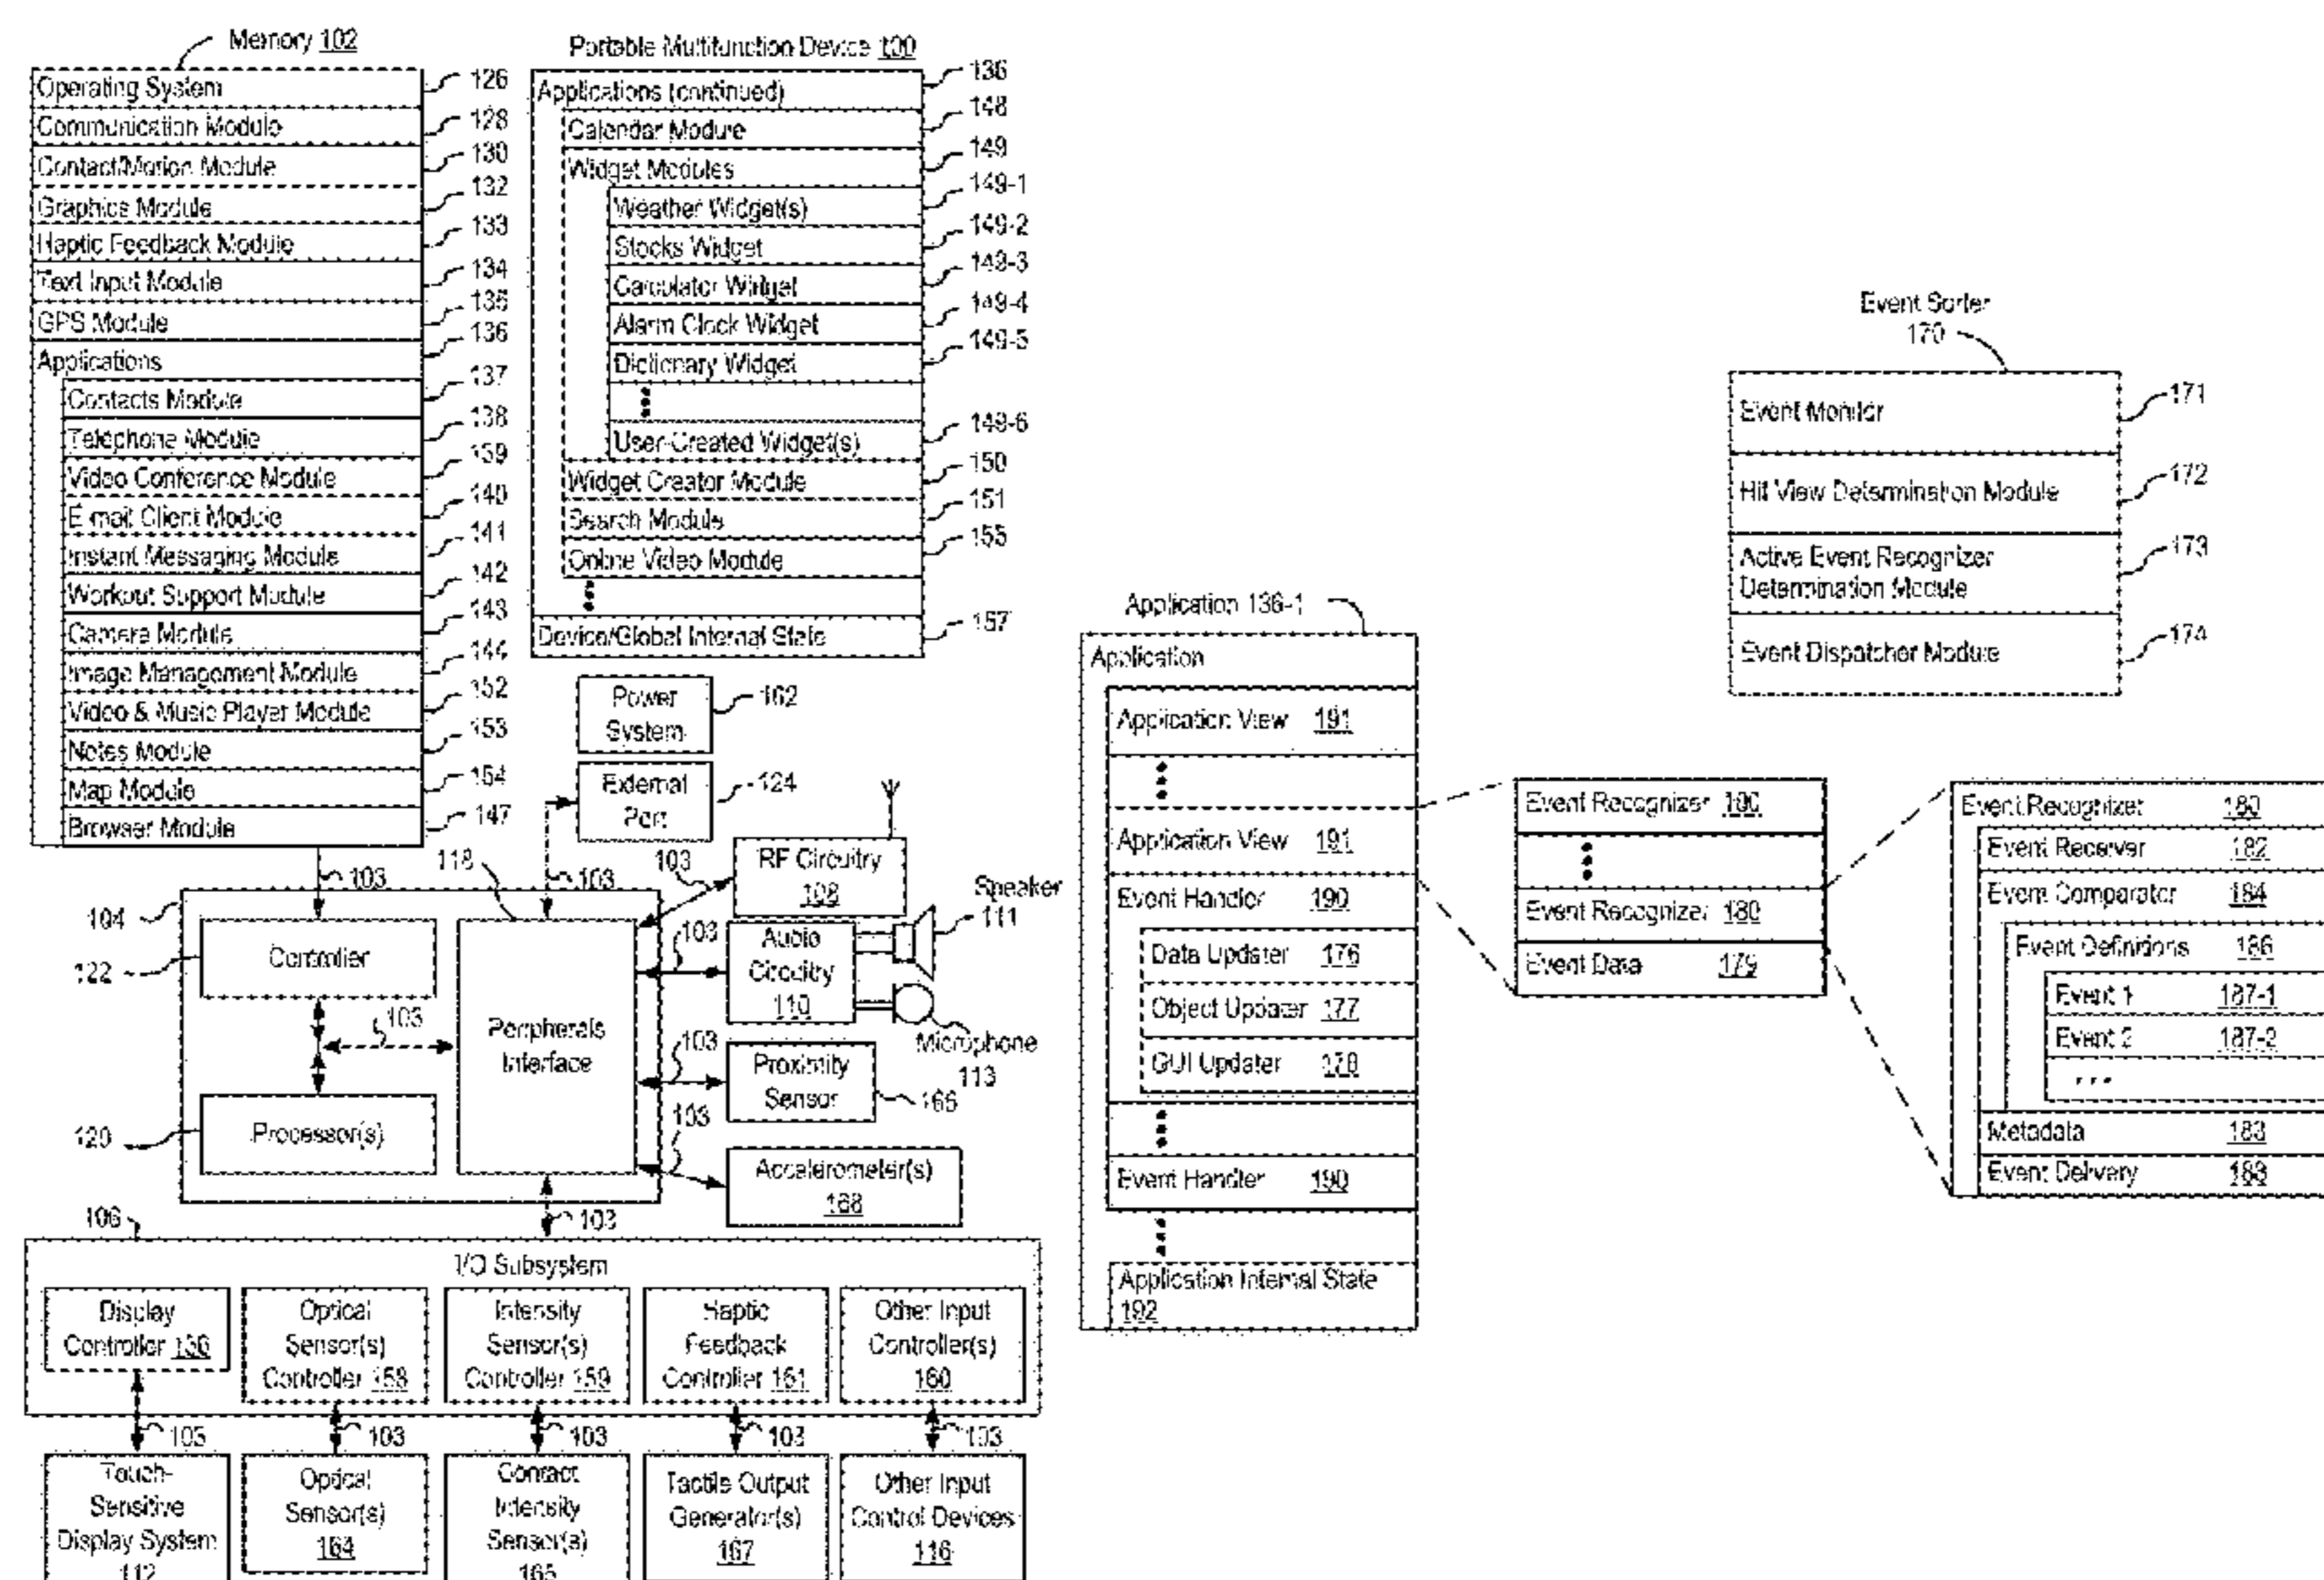 Memory 102
Operating System 126
Communication Module 128
Contact/Motion Module 130
Graphics Module 132
Haptic Feedback Module 133
Text Input Module 134
GPS Module 135
Applications 136
Contacts Module 137
Telephone Module 138
Video Conference Module 139
E-mail Client Module 140
Instant Messaging Module 141
Workout Support Module 142
Camera Module 143
Image Management Module 144
Video & Music Player Module 152
Notes Module 153
Map Module 154
Browser Module 147
Portable Multifunction Device 100
Applications (continued) 136
Calendar Module 148
Widget Modules 149
Weather Widget(s) 149-1
Stocks Widget 149-2
Calculator Widget 149-3
Alarm Clock Widget 149-4
Dictionary Widget 149-5
User-Created Widget(s) 149-6
Widget Creator Module 150
Search Module 151
Online Video Module 155
Device/Global Internal State 157
Power
System
162
External
Port
124
118
103
103
103
RF Circuitry
108
Speaker
111
104
Controller
122
103
Audio
Circuitry
110
Peripherals
Interface
103
Microphone
113
103
Proximity
Sensor
166
120
Processor(s)
103
Accelerometer(s)
168
106
103
I/O Subsystem
Display
Controller 156
Optical
Sensor(s)
Controller 158
Intensity
Sensor(s)
Controller 159
Haptic
Feedback
Controller 161
Other Input
Controller(s)
160
103
103
103
103
103
Touch-
Sensitive
Display System
112
Optical
Sensor(s)
164
Contact
Intensity
Sensor(s)
165
Tactile Output
Generator(s)
167
Other Input
Control Devices
116
Application 136-1
Application
Application View 191
Application View 191
Event Handler 190
Data Updater 176
Object Updater 177
GUI Updater 178
Event Handler 190
Application Internal State
192
Event Sorter
170
Event Monitor 171
Hit View Determination Module 172
Active Event Recognizer
Determination Module
173
Event Dispatcher Module 174
Event Recognizer 180
Event Recognizer 180
Event Data 179
Event Recognizer 180
Event Receiver 182
Event Comparator 184
Event Definitions 186
Event 1 187-1
Event 2 187-2
...
Metadata 183
Event Delivery 188